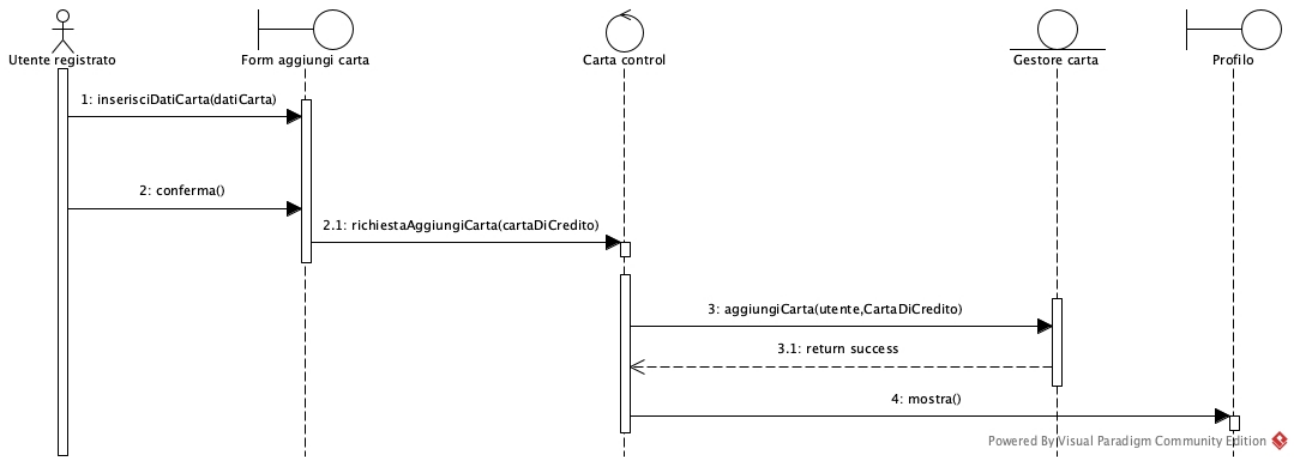 Utente registrato
Form aggiungi carta
Carta control
Gestore carta
Profilo
1: inserisciDatiCarta(datiCarta)
2: conferma()
2.1: richiestaAggiungiCarta(cartaDiCredito)
3: aggiungiCarta(utente,CartaDiCredito)
3.1: return success
4: mostra()
Powered By Visual Paradigm Community Edition